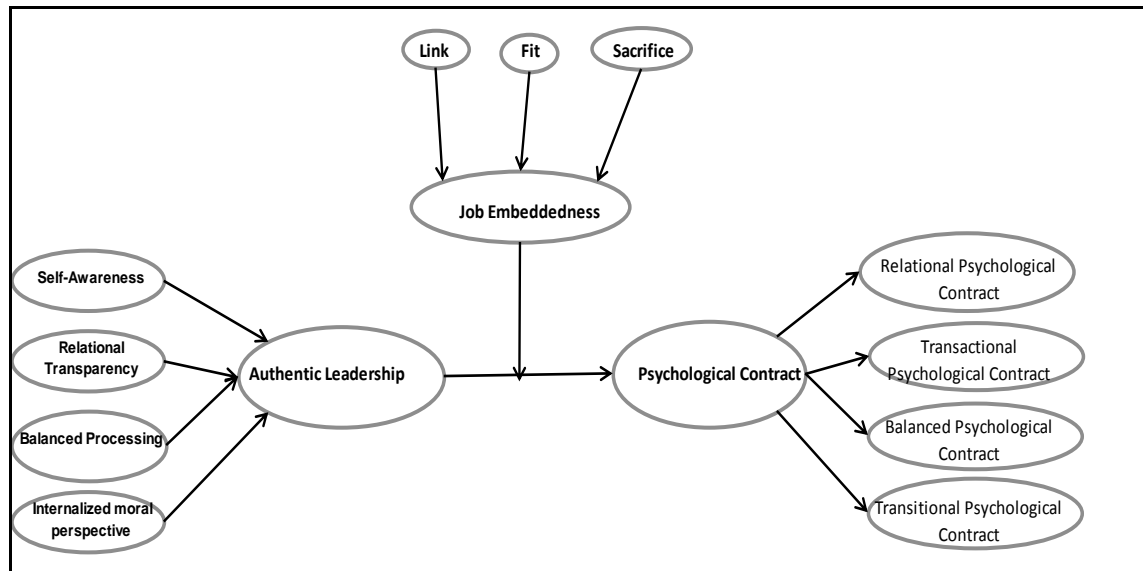 Link
Fit
Sacrifice
Job Embeddedness
Self-Awareness
Relational
Transparency
Balanced Processing
Internalized moral
perspective
Authentic Leadership
Psychological Contract
Relational Psychological
Contract
Transactional
Psychological Contract
Balanced Psychological
Contract
Transitional Psychological
Contract